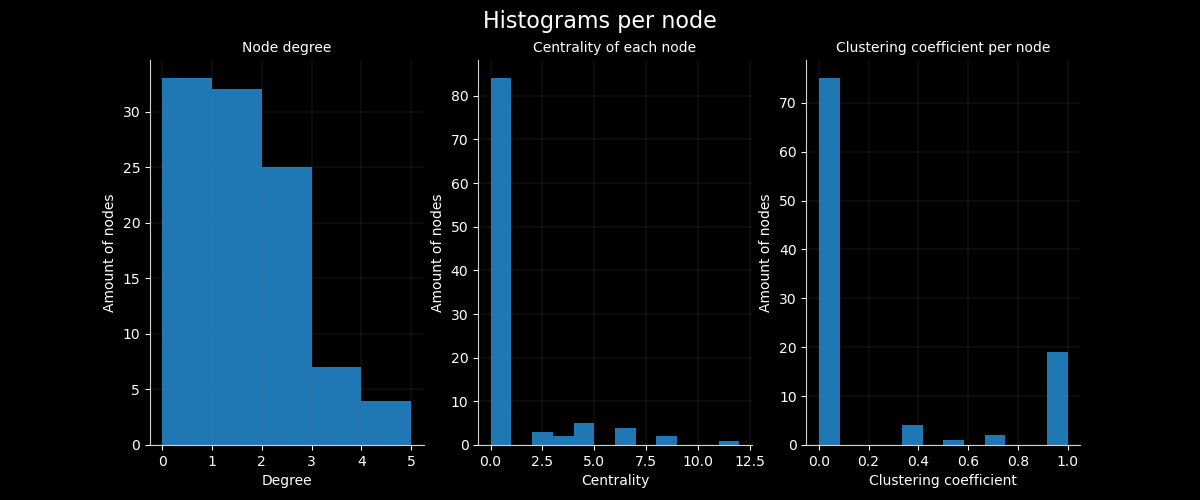 Histograms per node
Node degree
Amount of nodes
30
25
20
15
10
5
0
0 1 2 3 4 5
Degree
Centrality of each node
Amount of nodes
80
70
60
50
40
30
20
10
0
0.0 2.5 5.0 7.5 10.0 12.5
Centrality
Clustering coefficient per node
Amount of nodes
70
60
50
40
30
20
10
0
0.0 0.2 0.4 0.6 0.8 1.0
Clustering coefficient